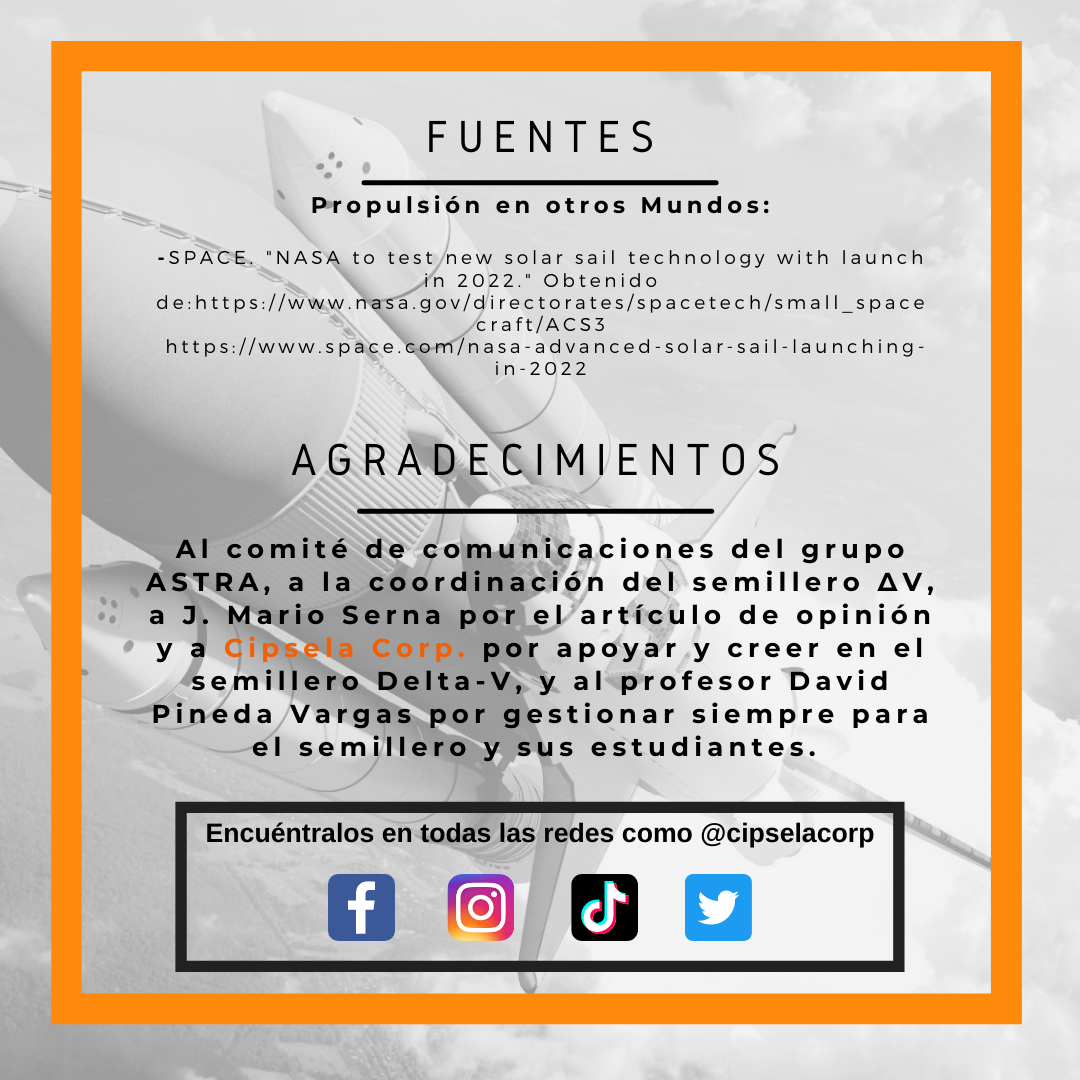 FUENTES
Propulsión en otros Mundos:
-SPACE. "NASA to test new solar sail technology with launch
in 2022." Obtenido
de:https://www.nasa.gov/directorates/spacetech/small_space
craft/ACS3
https://www.space.com/nasa-advanced-solar-sail-launching-
in-2022
AGRADECIMIENTOS
Al comité de comunicaciones del grupo
ASTRA, a la coordinación del semillero ΔV,
a J. Mario Serna por el artículo de opinión
y a Cipsela Corp. por apoyar y creer en el
semillero Delta-V, y al profesor David
Pineda Vargas por gestionar siempre para
el semillero y sus estudiantes.
Encuéntralos en todas las redes como @cipselacorp